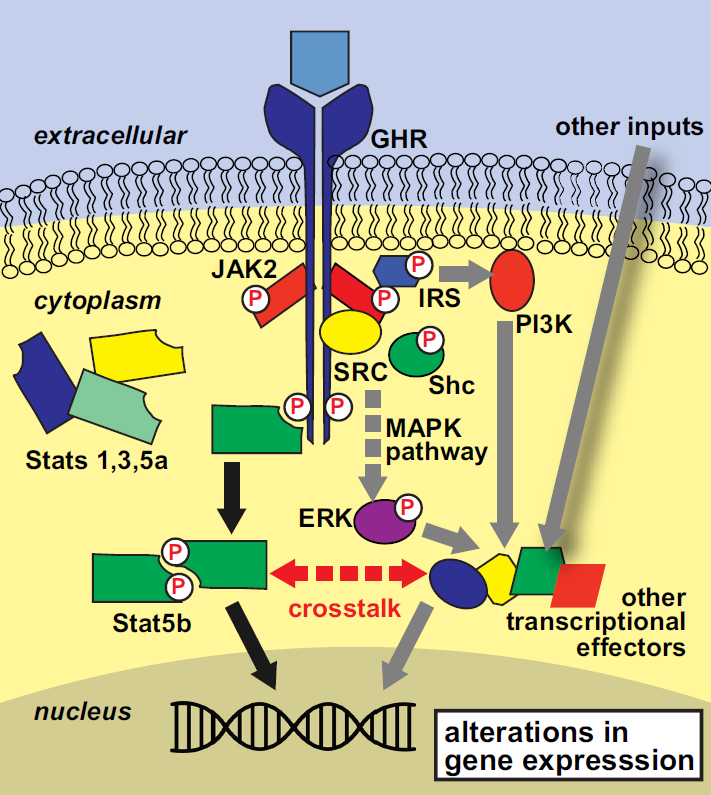 extracellular
GHR
other inputs
JAK2
P
P
P
cytoplasm
IRS
PI3K
SRC
P
Shc
P
P
MAPK
pathway
Stats 1,3,5a
P
ERK
P
P
Stat5b
crosstalk
other
transcriptional
effectors
nucleus
alterations in
gene expresssion